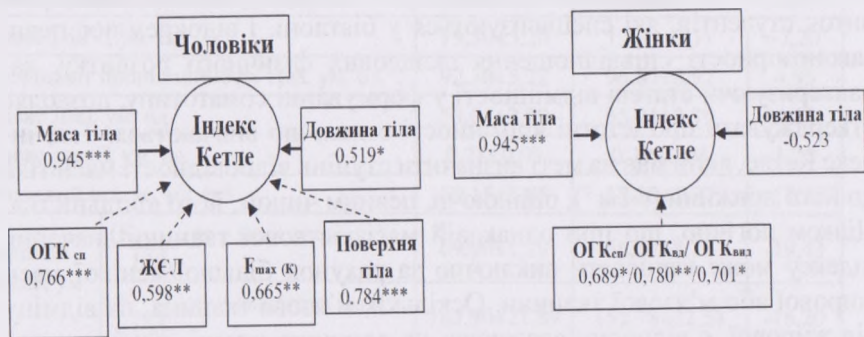 Чоловіки
Індекс
Кетле
Маса тіла
0,945***
Довжина тіла
0,519*
ОГК сп
0,766***
ЖЄЛ
0,598**
Fmax (К)
0,665**
Поверхня
тіла
0.784***
Жінки
Індекс
Кетле
Маса тіла
0,945***
Довжина тіла
-0,523
ОГКсп/ ОГКвд/ ОГКвид
0,689*/0,780**/0,701*